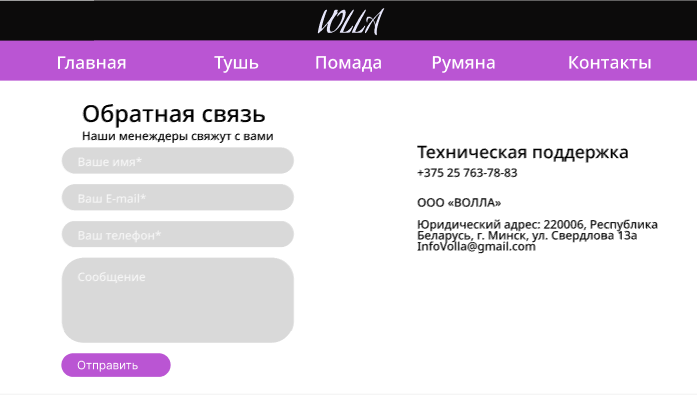 VOLLA
Главная Тушь Помада Румяна Контакты
Обратная связь
Наши менеждеры свяжут с вами
Ваше имя*
Ваш E-mail*
Ваш телефон*
Сообщение
Отправить
Техническая поддержка
+375 25 763-78-83
ООО «ВОЛЛА»
Юридический адрес: 220006, Республика
Беларусь, г. Минск, ул. Свердлова 13а
InfoVolla@gmail.com